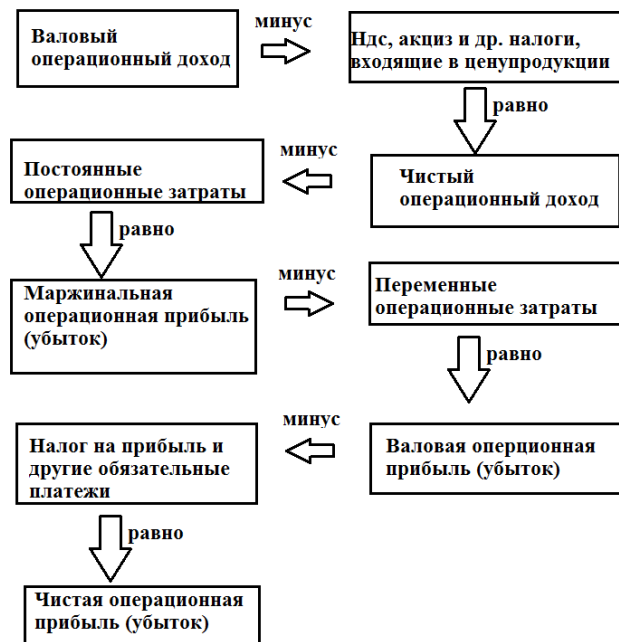 Валовый
операционный доход
минус
Ндс, акциз и др. налоги,
входящие в ценупродукции
равно
Чистый
операционный доход
минус
Постоянные
операционные затраты
равно
Маржинальная
операционная прибыль
(убыток)
минус
Переменные
операционные затраты
равно
Валовая оперционная
прибыль (убыток)
минус
Налог на прибыль и
другие обязательные
платежи
равно
Чистая операционная
прибыль (убыток)